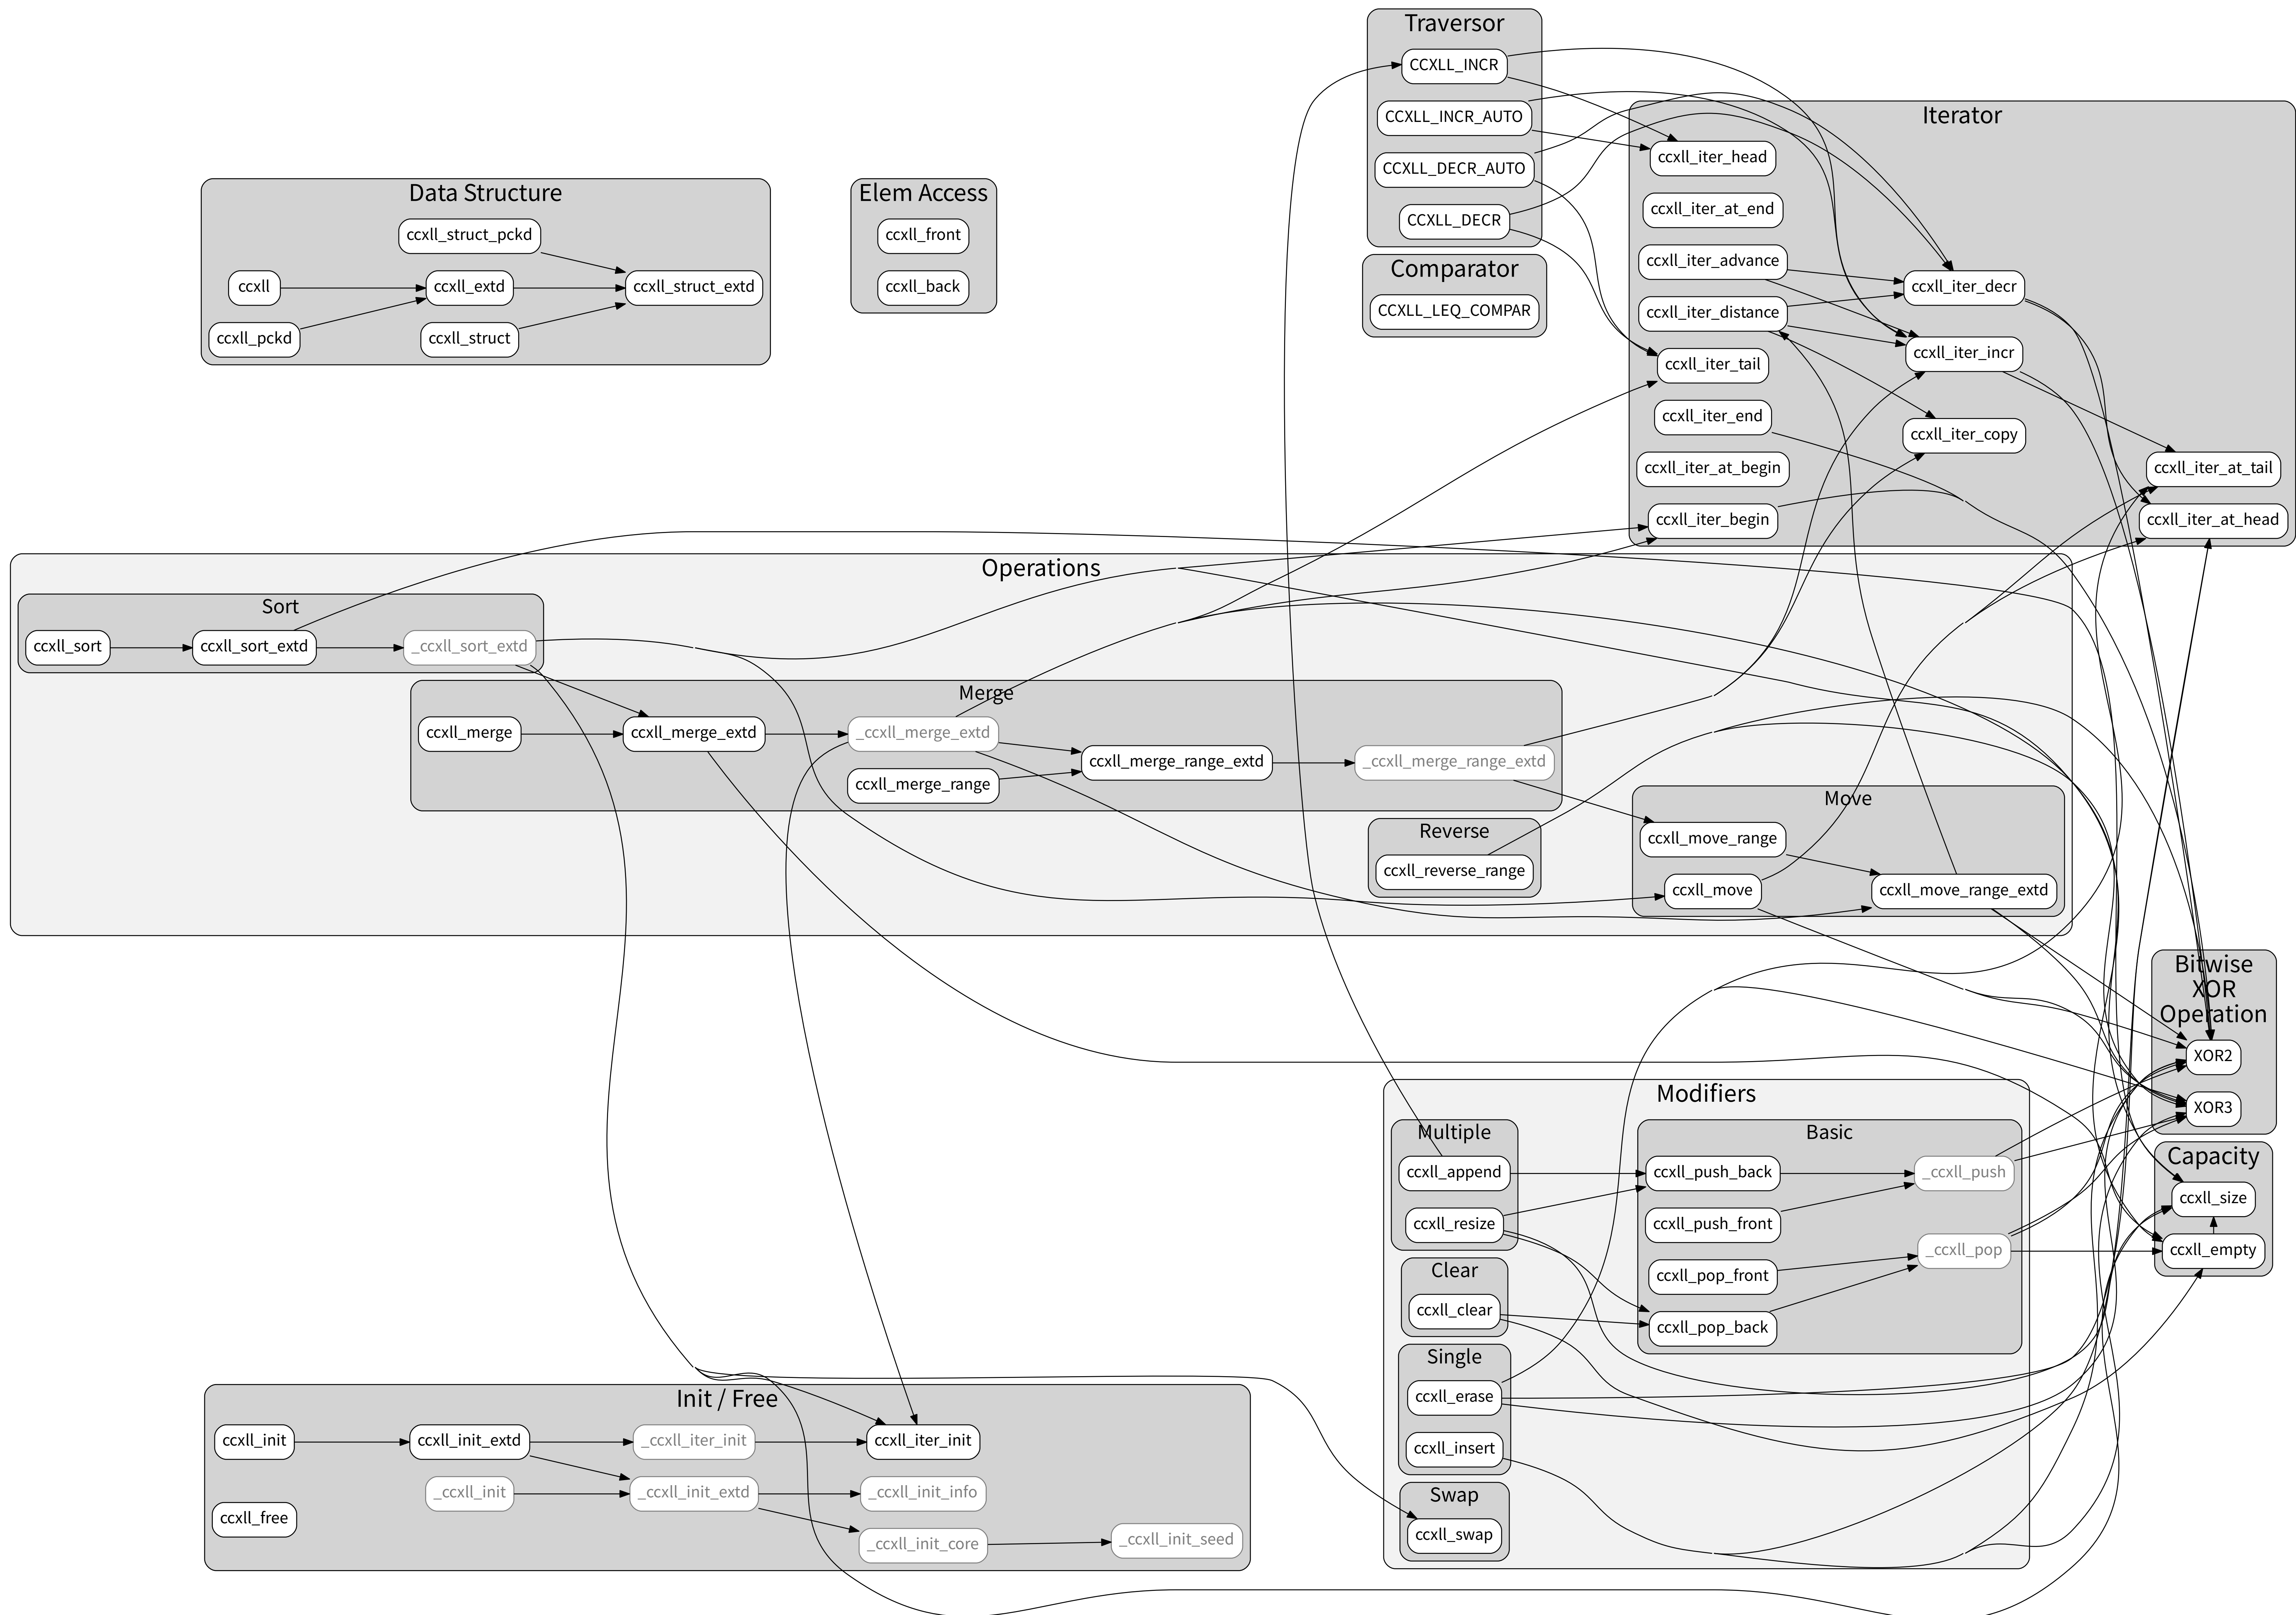 Traversor
CCXLL_INCR
CCXLL_INCR_AUTO
CCXLL_DECR_AUTO
CCXLL_DECR
Comparator
CCXLL_LEQ_COMPAR
Iterator
ccxll_iter_head
ccxll_iter_at_end
ccxll_iter_advance
ccxll_iter_distance
ccxll_iter_tail
ccxll_iter_end
ccxll_iter_at_begin
ccxll_iter_begin
ccxll_iter_decr
ccxll_iter_incr
ccxll_iter_copy
ccxll_iter_at_tail
ccxll_iter_at_head
Data Structure
ccxll_struct_pckd
ccxll
ccxll_extd
ccxll_struct_extd
ccxll_pckd
ccxll_struct
Elem Access
ccxll_front
ccxll_back
Operations
Sort
ccxll_sort
ccxll_sort_extd
_ccxll_sort_extd
Merge
ccxll_merge
ccxll_merge_extd
_ccxll_merge_extd
ccxll_merge_range
ccxll_merge_range_extd
_ccxll_merge_range_extd
Reverse
ccxll_reverse_range
Move
ccxll_move_range
ccxll_move
ccxll_move_range_extd
Bitwise
XOR
Operation
XOR2
XOR3
Capacity
ccxll_size
ccxll_empty
Modifiers
Multiple
ccxll_append
ccxll_resize
Basic
ccxll_push_back
ccxll_push_front
ccxll_pop_front
ccxll_pop_back
_ccxll_push
_ccxll_pop
Clear
ccxll_clear
Single
ccxll_erase
ccxll_insert
Swap
ccxll_swap
Init / Free
ccxll_init
ccxll_init_extd
_ccxll_iter_init
ccxll_iter_init
_ccxll_init
_ccxll_init_extd
_ccxll_init_info
ccxll_free
_ccxll_init_core
_ccxll_init_seed